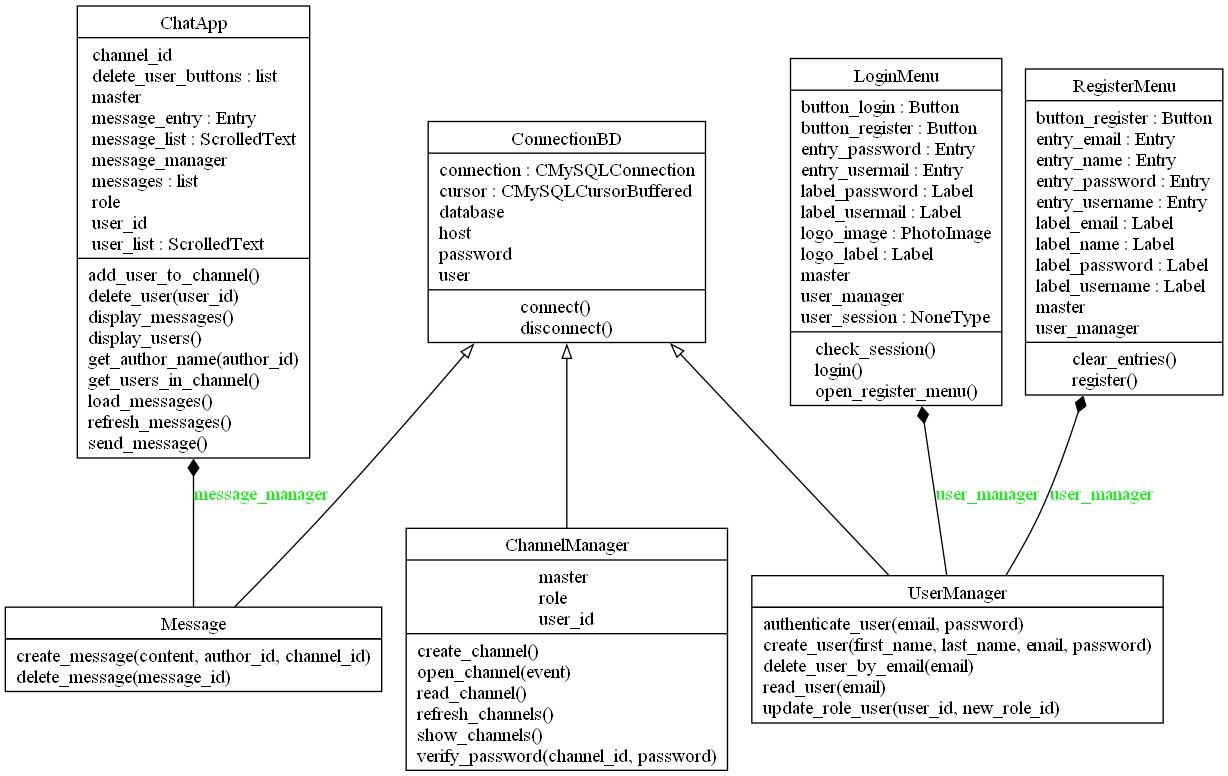 ChatApp
channel_id
delete_user_buttons : list
master
message_entry : Entry
message_list : ScrolledText
message_manager
messages : list
role
user_id
user_list : ScrolledText
add_user_to_channel()
delete_user(user_id)
display_messages()
display_users()
get_author_name(author_id)
get_users_in_channel()
load_messages()
refresh_messages()
send_message()
ConnectionBD
connection : CMySQLConnection
cursor : CMySQLCursorBuffered
database
host
password
user
connect()
disconnect()
LoginMenu
button_login : Button
button_register : Button
entry_password : Entry
entry_usermail : Entry
label_password : Label
label_usermail : Label
logo_image : PhotoImage
logo_label : Label
master
user_manager
user_session : NoneType
check_session()
login()
open_register_menu()
RegisterMenu
button_register : Button
entry_email : Entry
entry_name : Entry
entry_password : Entry
entry_username : Entry
label_email : Label
label_name : Label
label_password : Label
label_username : Label
master
user_manager
clear_entries()
register()
message_manager
user_manager
user_manager
Message
create_message(content, author_id, channel_id)
delete_message(message_id)
ChannelManager
master
role
user_id
create_channel()
open_channel(event)
read_channel()
refresh_channels()
show_channels()
verify_password(channel_id, password)
UserManager
authenticate_user(email, password)
create_user(first_name, last_name, email, password)
delete_user_by_email(email)
read_user(email)
update_role_user(user_id, new_role_id)